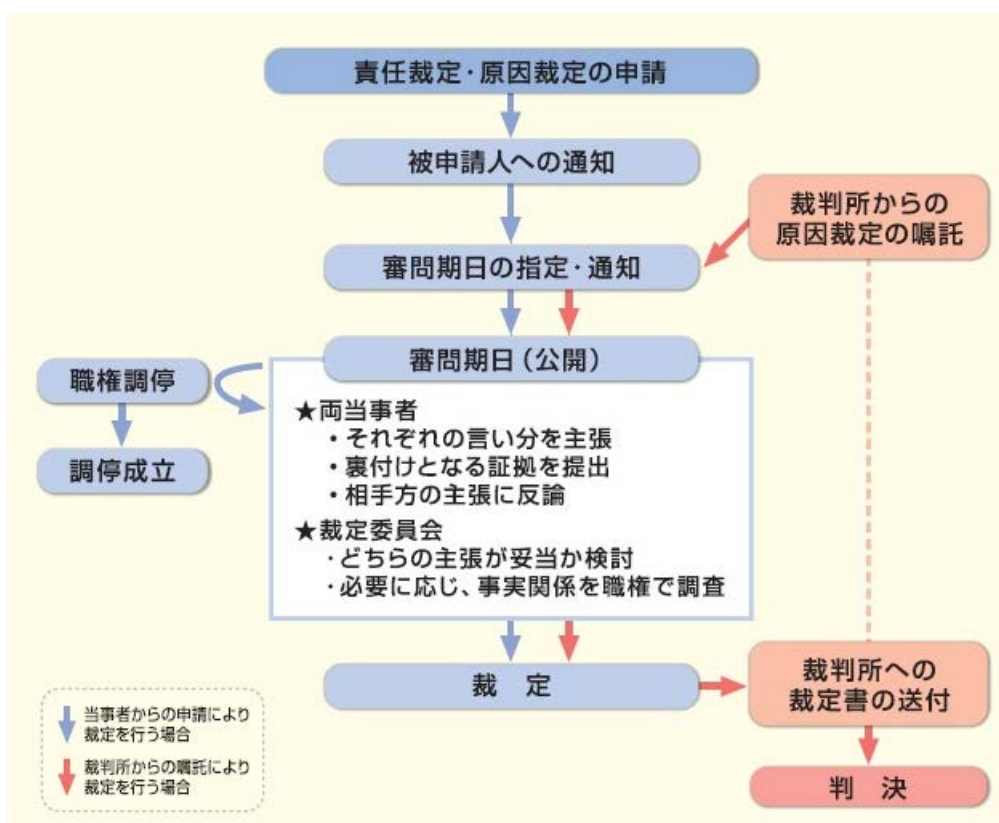 責任裁定・原因裁定の申請
被申請人への通知
裁判所からの
原因裁定の嘱託
審問期日の指定・通知
審問期日（公開）
職権調停
調停成立
★両当事者
・それぞれの言い分を主張
・裏付けとなる証拠を提出
・相手方の主張に反論
★裁定委員会
・どちらの主張が妥当か検討
・必要に応じ、事実関係を職権で調査
裁　定
裁判所への
裁定書の送付
判　決
当事者からの申請により
裁定を行う場合
裁判所からの嘱託により
裁定を行う場合